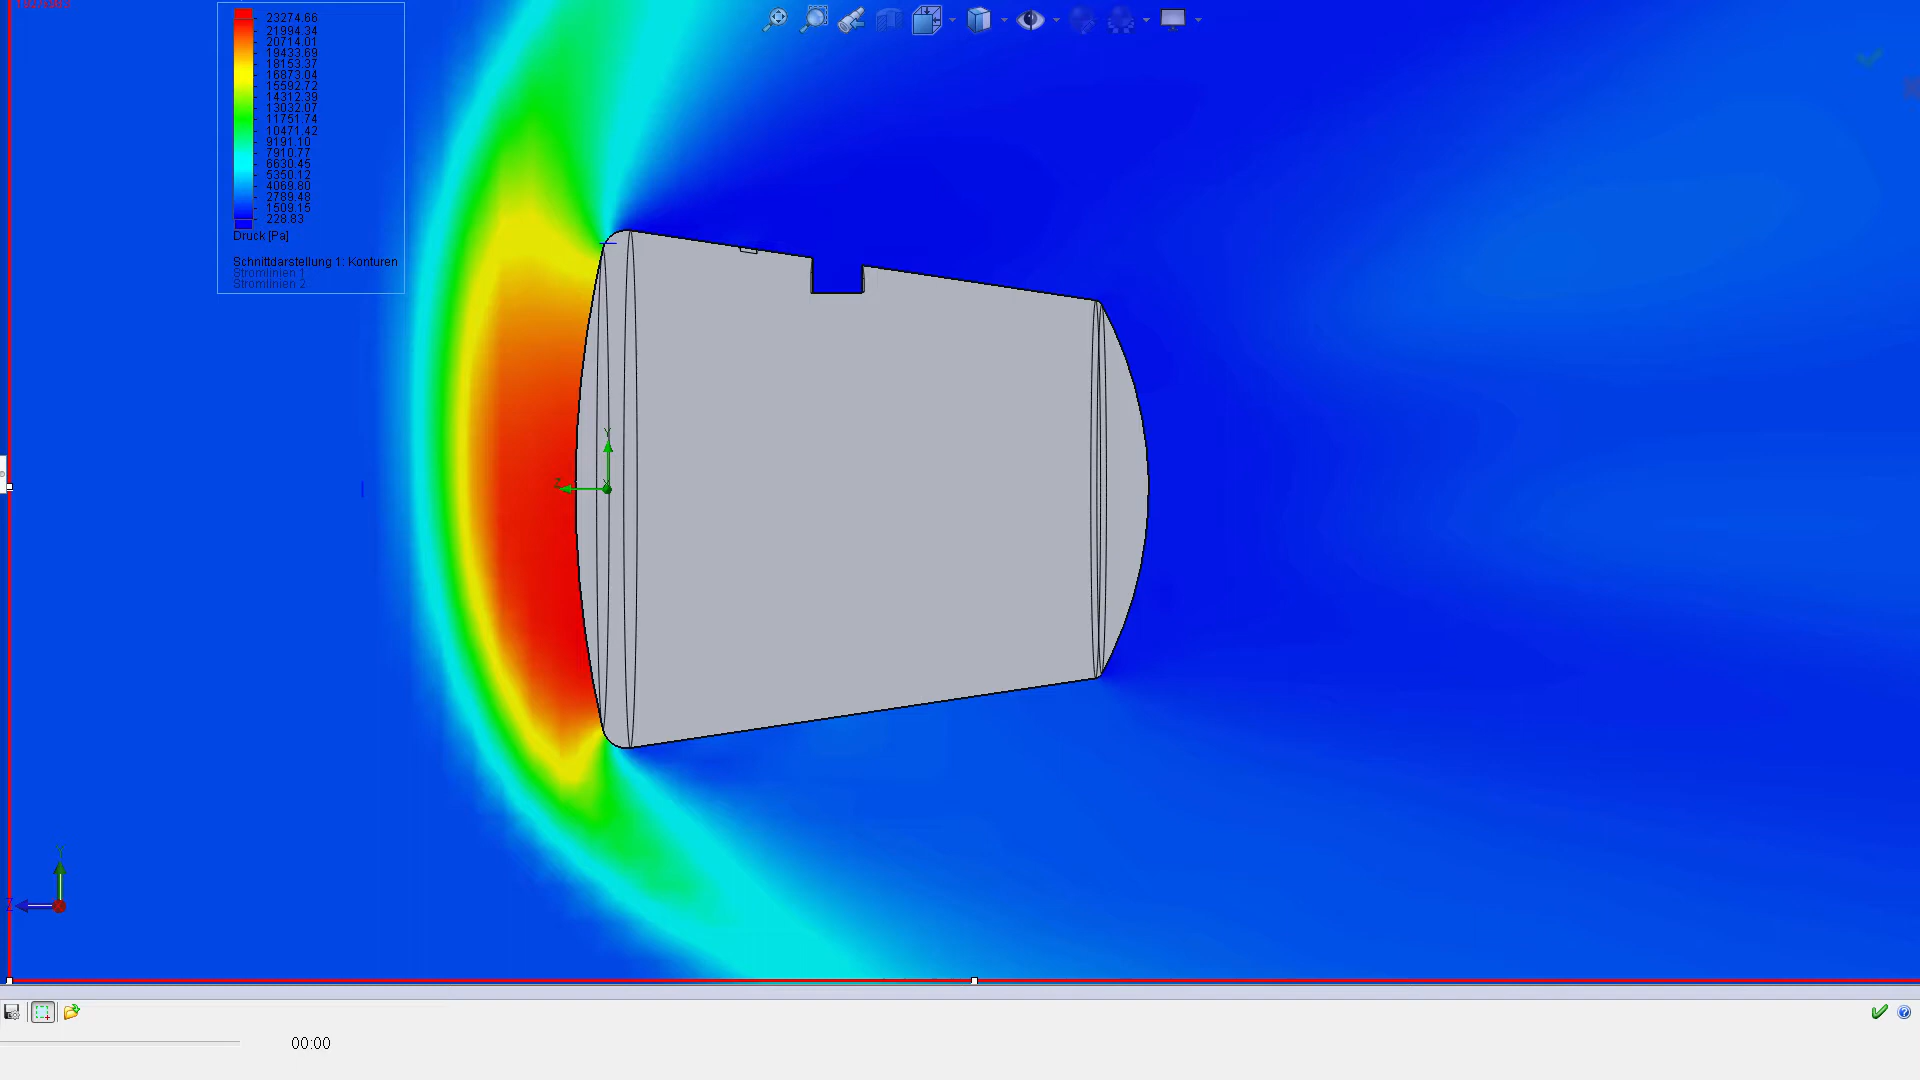 23274.66
21994.34
20714.01
19433.69
18153.37
16873.04
15592.72
14312.39
13032.07
11751.74
10471.42
9191.10
7910.77
6630.45
5350.12
4069.80
2789.48
1509.15
228.83
Druck [Pa]
Schnittdarstellung 1: Konturen
Stromlinien 1
Stromlinien 2
Y
Z
Y
Z
00:00